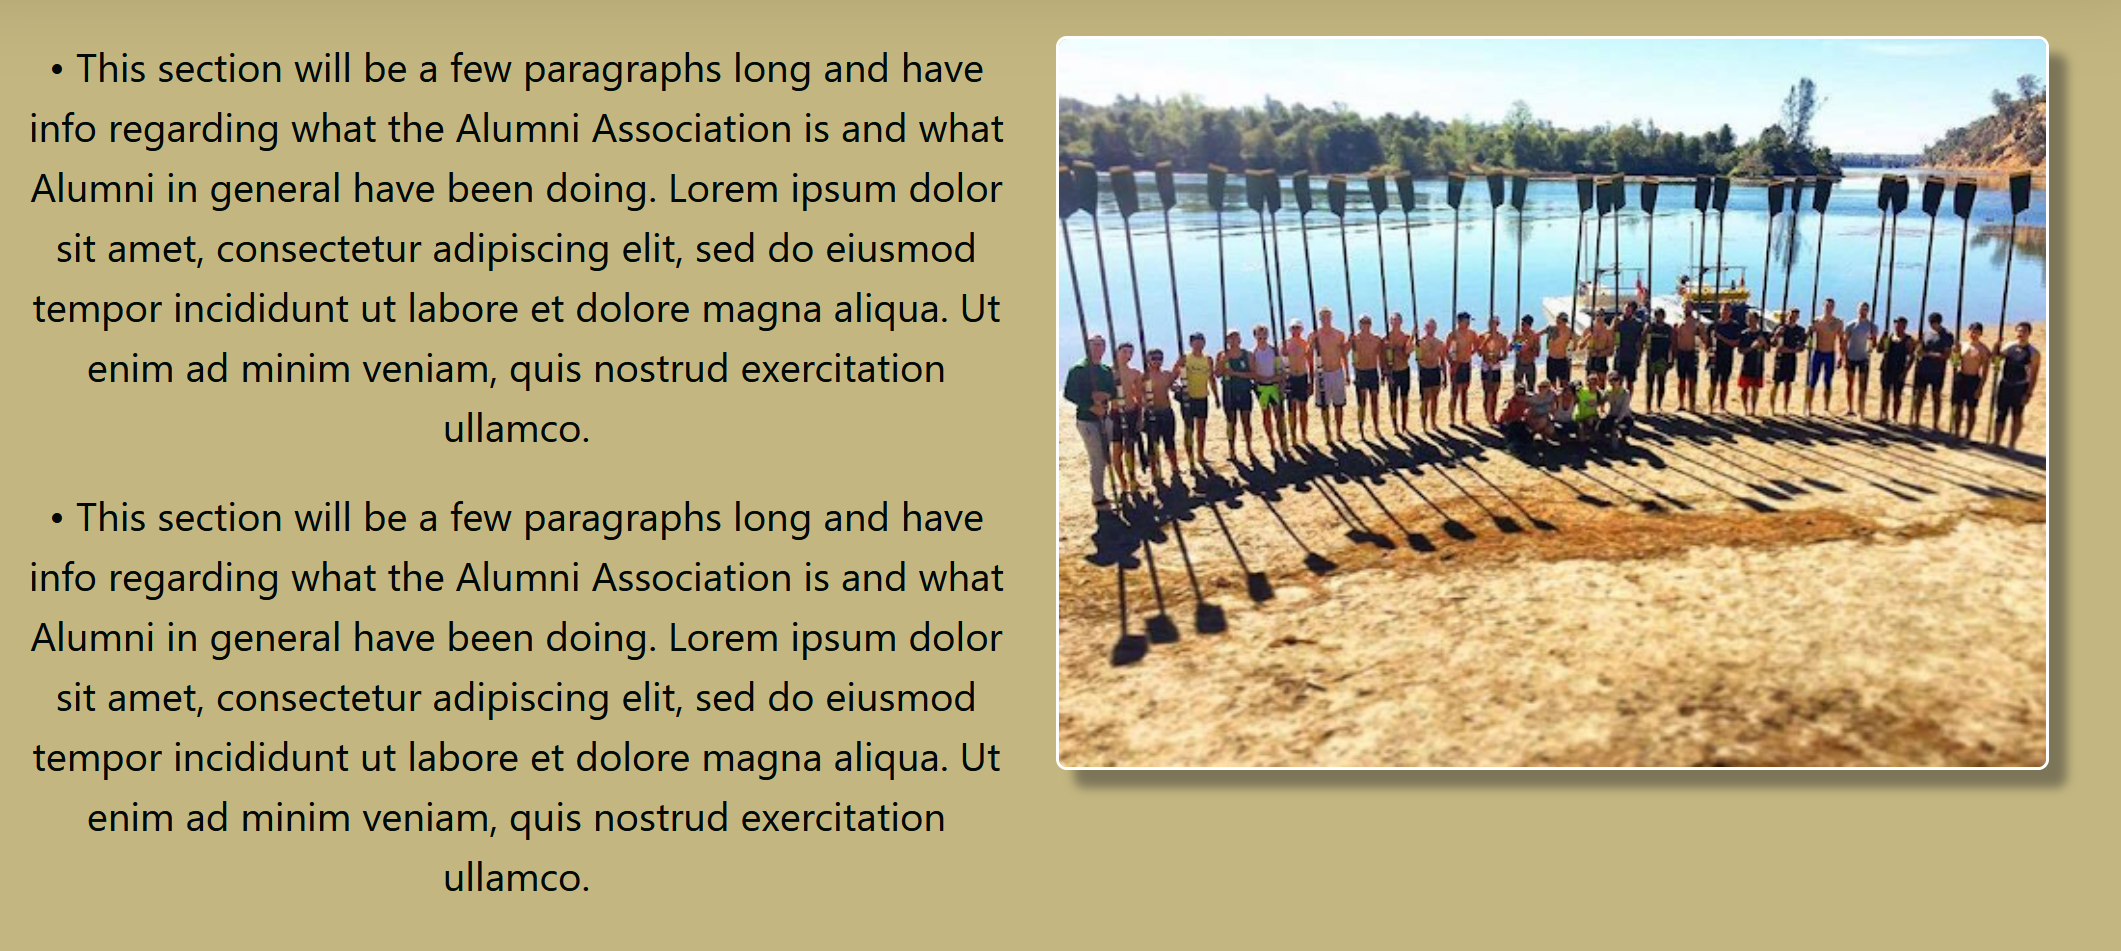 • This section will be a few paragraphs long and have
info regarding what the Alumni Association is and what
Alumni in general have been doing. Lorem ipsum dolor
sit amet, consectetur adipiscing elit, sed do eiusmod
tempor incididunt ut labore et dolore magna aliqua. Ut
enim ad minim veniam, quis nostrud exercitation
ullamco.
• This section will be a few paragraphs long and have
info regarding what the Alumni Association is and what
Alumni in general have been doing. Lorem ipsum dolor
sit amet, consectetur adipiscing elit, sed do eiusmod
tempor incididunt ut labore et dolore magna aliqua. Ut
enim ad minim veniam, quis nostrud exercitation
ullamco.